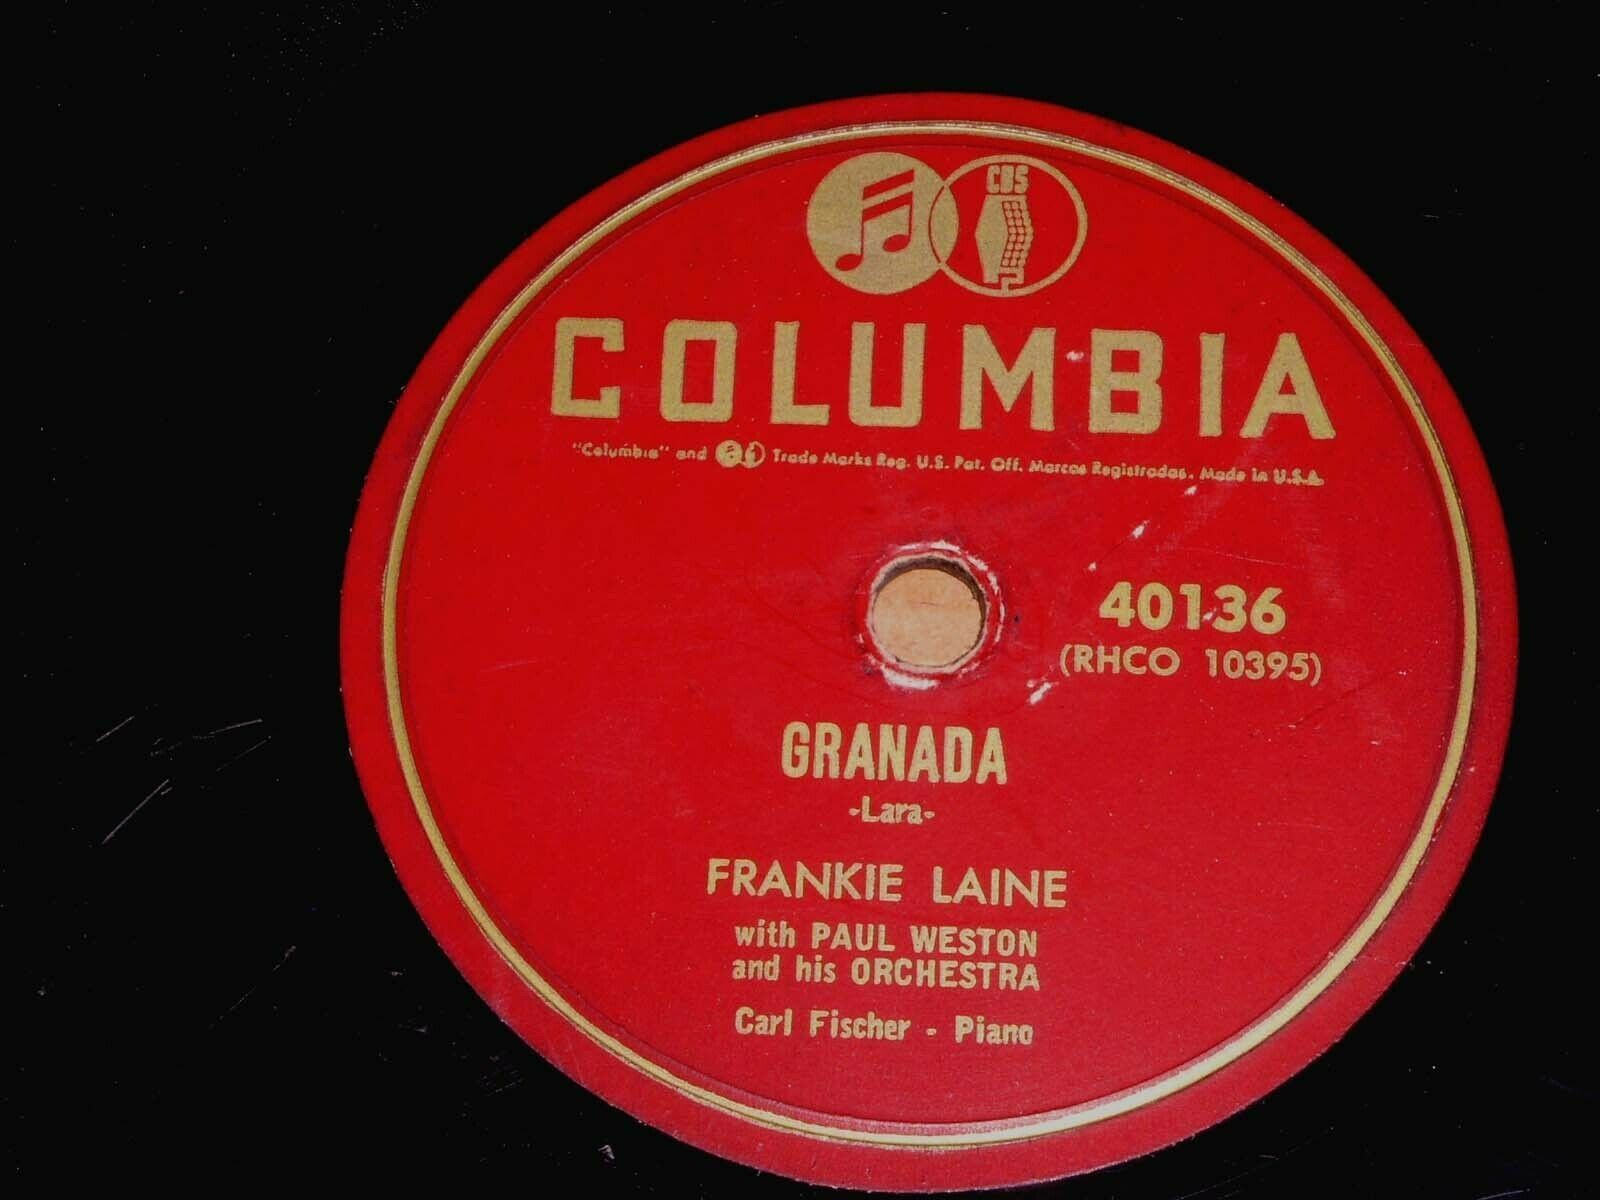 CBS
COLUMBIA
"Columbia" and Trade Marks Reg. U.S. Pat. Off. Marcas Registradas. Made in U.S.A.
40136
(RHCO 10395)
GRANADA
-Lara-
FRANKIE LAINE
with PAUL WESTON
and his ORCHESTRA
Carl Fischer - Piano